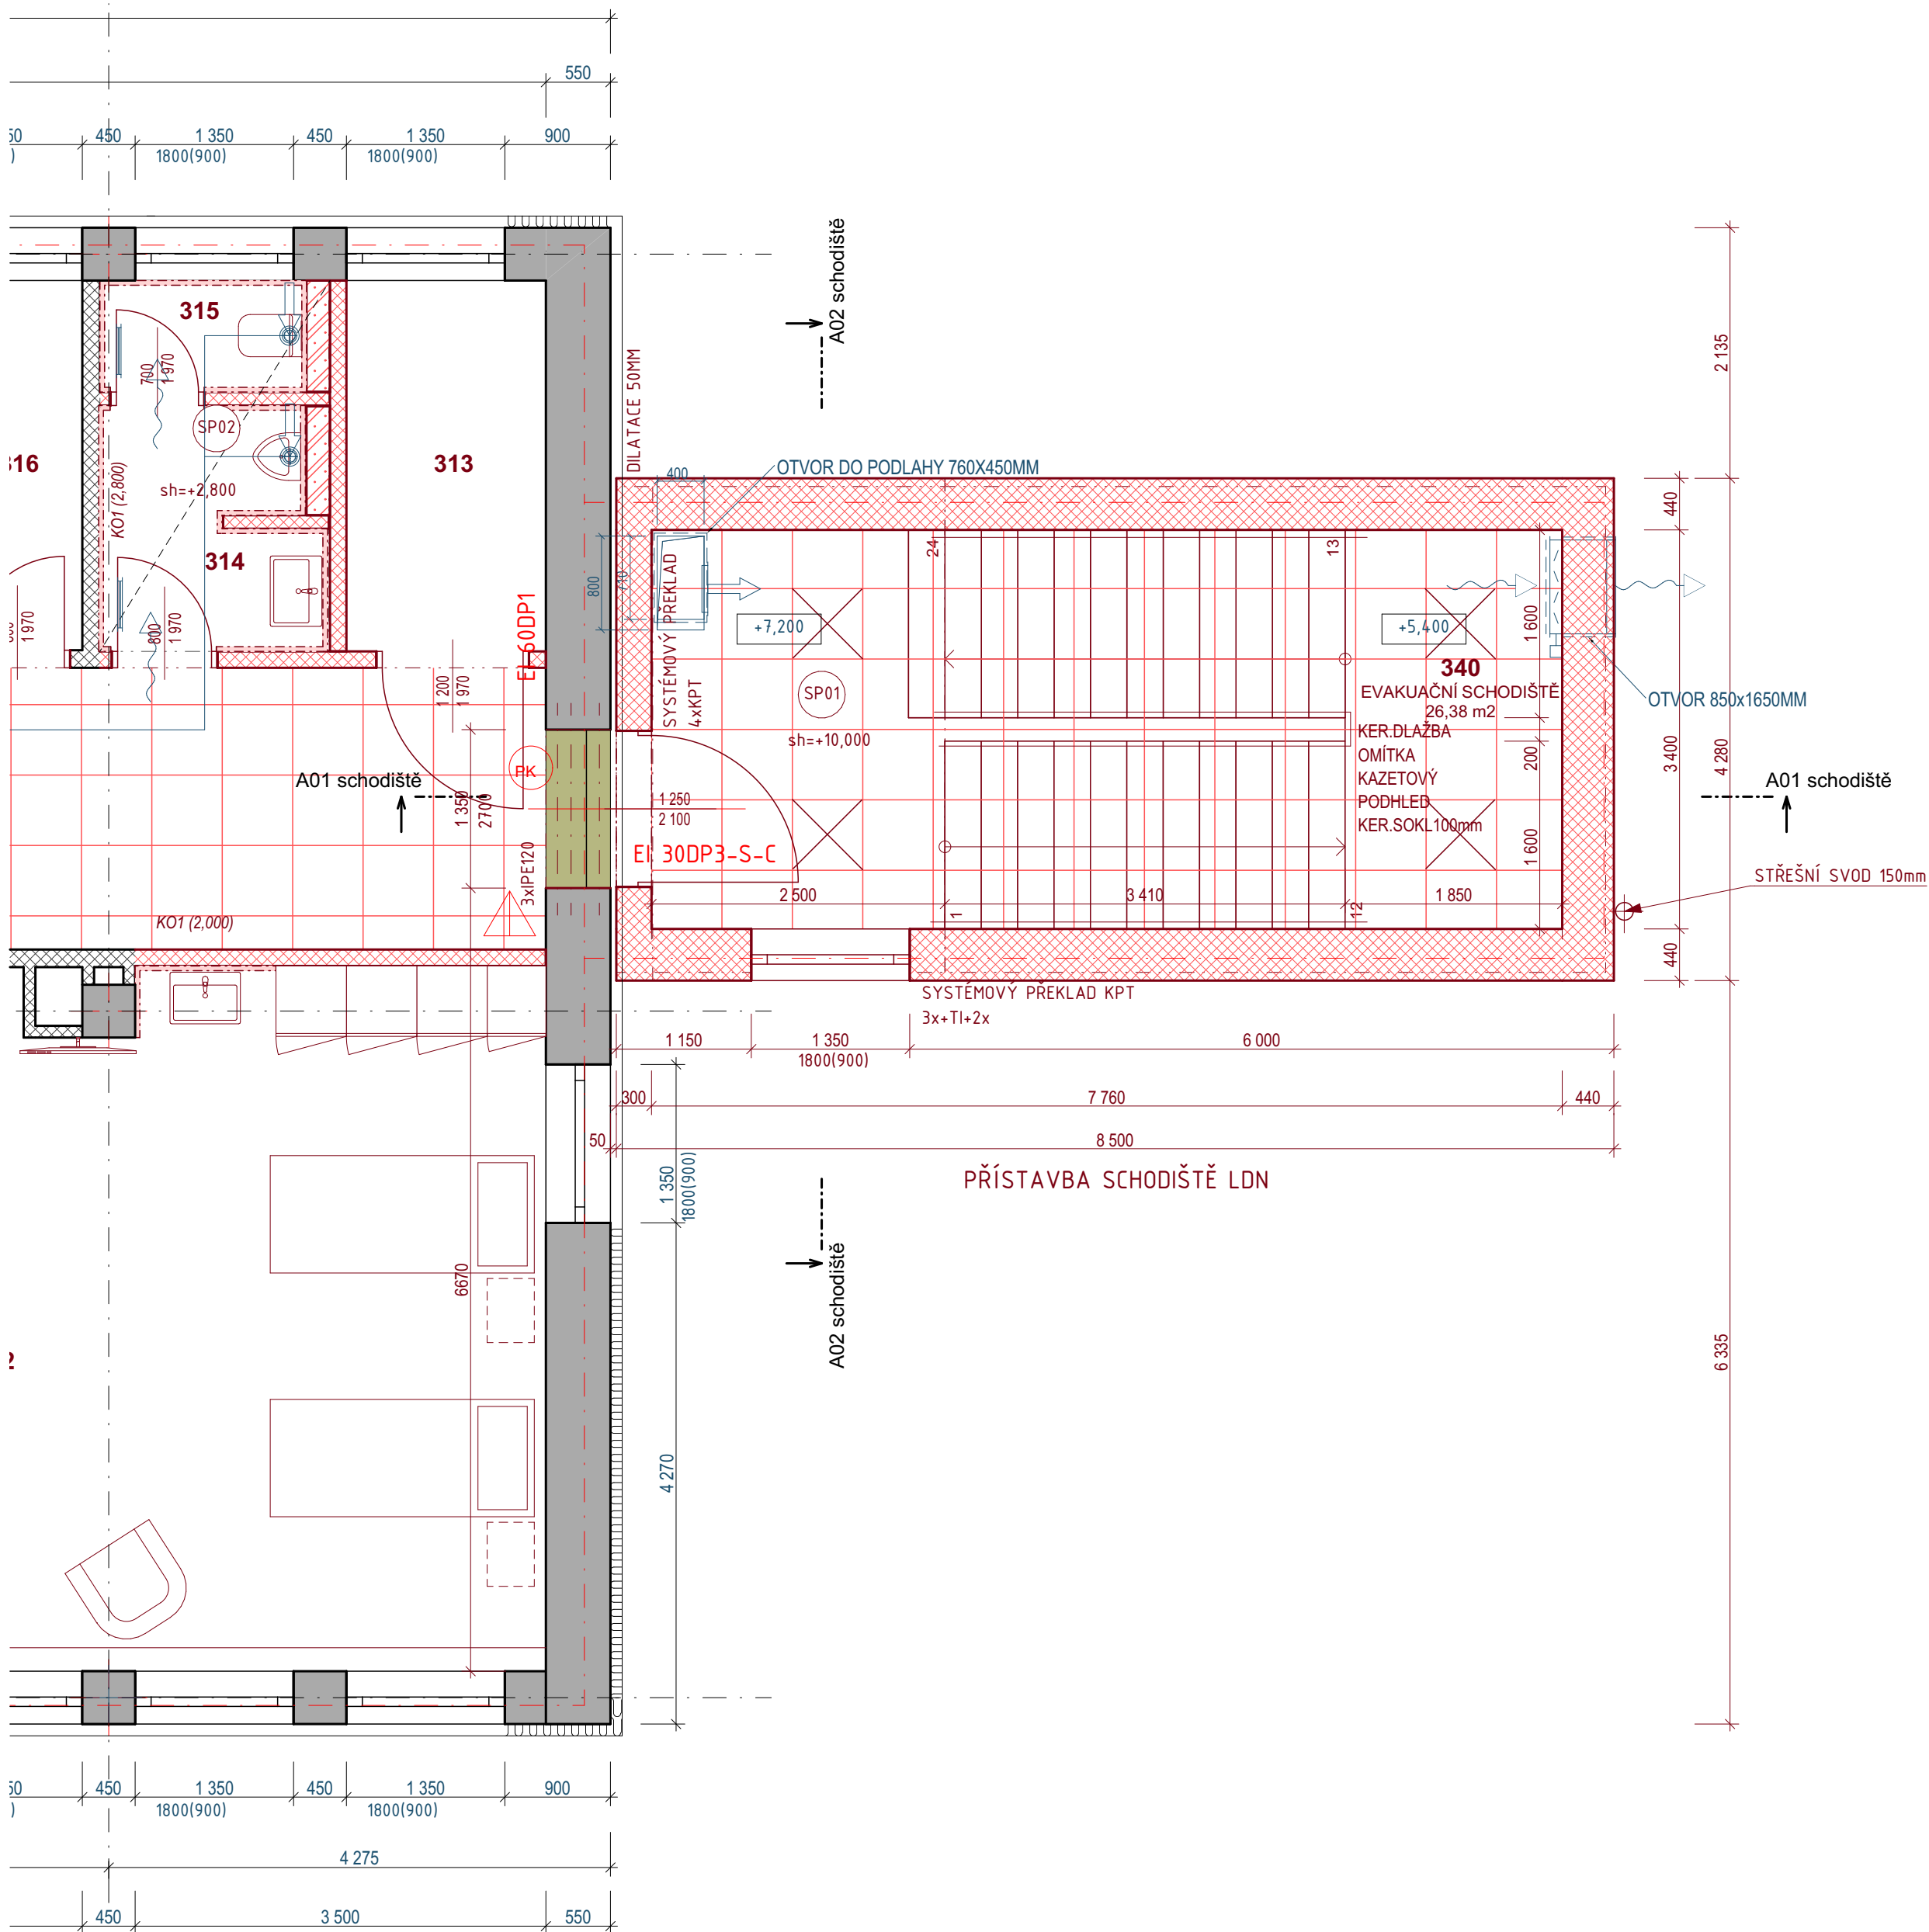 550
450
1 350
450
1 350
900
1800(900)
1800(900)
A02 schodiště
315
700
1 970
SP02
316
KO1 (2,800)
sh=+2,800
313
314
1 970
800
1 970
DILATACE 50MM
400
OTVOR DO PODLAHY 760X450MM
800
710
SYSTÉMOVÝ PŘEKLAD
4xKPT
24
13
+7,200
+5,400
SP01
sh=+10,000
1 600
340
EVAKUAČNÍ SCHODIŠTĚ
26,38 m2
KER.DLAŽBA
OMÍTKA
KAZETOVÝ
PODHLED
KER.SOKL100mm
200
1 600
OTVOR 850x1650MM
2 135
440
3 400
4 280
440
EI 60DP1
1 200
1 970
PK
A01 schodiště
1 350
2700
1 250
2 100
EI 30DP3-S-C
3xIPE120
KO1 (2,000)
2 500
1
3 410
12
1 850
A01 schodiště
STŘEŠNÍ SVOD 150mm
SYSTÉMOVÝ PŘEKLAD KPT
3x+TI+2x
1 150
1 350
6 000
1800(900)
300
7 760
440
50
8 500
PŘÍSTAVBA SCHODIŠTĚ LDN
1 350
1800(900)
A02 schodiště
6670
6 335
2
4 270
450
1 350
450
1 350
900
1800(900)
1800(900)
4 275
450
3 500
550